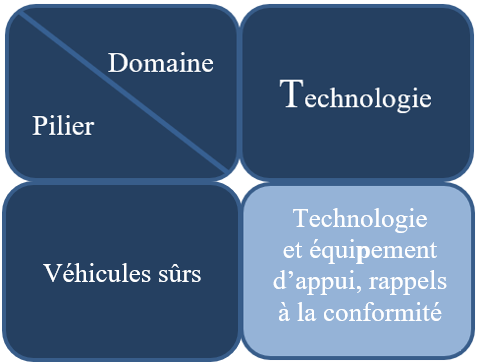 Domaine
Pilier
Technologie
Véhicules sûrs
Technologie
et équipement
d’appui, rappels
à la conformité